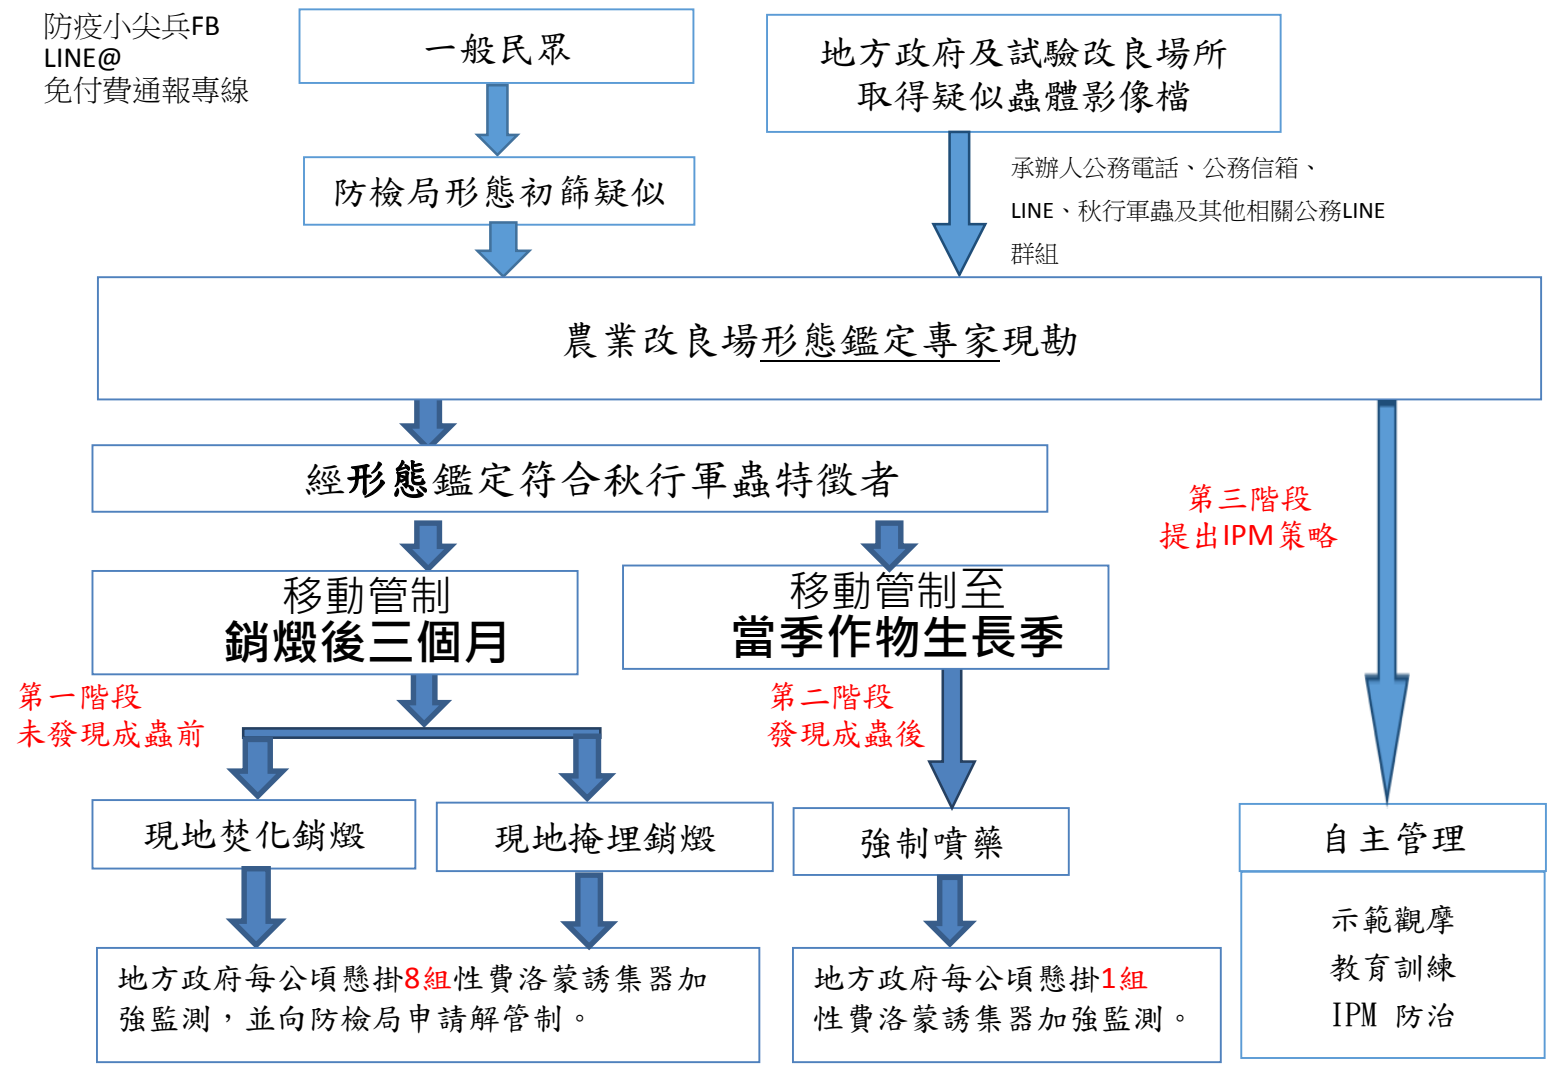 防疫小尖兵FB
LINE@
免付費通報專線
一般民眾
地方政府及試驗改良場所
取得疑似蟲體影像檔
防檢局形態初篩疑似
承辦人公務電話、公務信箱、
LINE、秋行軍蟲及其他相關公務LINE
群組
農業改良場形態鑑定專家現勘
經形態鑑定符合秋行軍蟲特徵者
第三階段
提出IPM策略
移動管制
銷燬後三個月
移動管制至
當季作物生長季
第一階段
未發現成蟲前
第二階段
發現成蟲後
現地焚化銷燬
現地掩埋銷燬
強制噴藥
自主管理
地方政府每公頃懸掛8組性費洛蒙誘集器加
強監測，並向防檢局申請解管制。
地方政府每公頃懸掛1組
性費洛蒙誘集器加強監測。
示範觀摩
教育訓練
IPM 防治